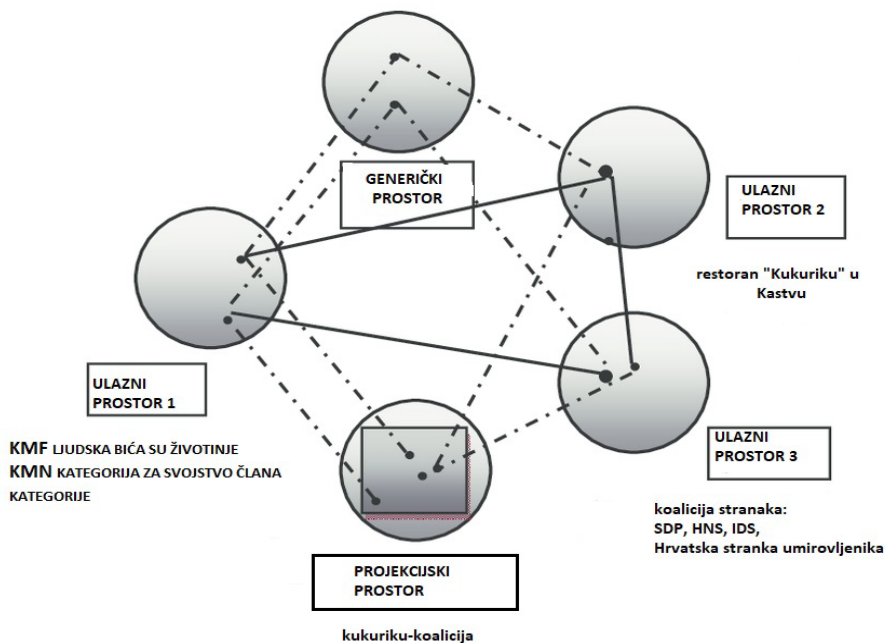 GENERIČKI
PROSTOR
ULAZNI
PROSTOR 2
restoran "Kukuriku" u
Kastvu
ULAZNI
PROSTOR 1
KMF LJUDSKA BIĆA SU ŽIVOTINJE
KMN KATEGORIJA ZA SVOJSTVO ČLANA
KATEGORIJE
ULAZNI
PROSTOR 3
koalicija stranaka:
SDP, HNS, IDS,
Hrvatska stranka umirovljenika
PROJEKCIJSKI
PROSTOR
kukuriku-koalicija